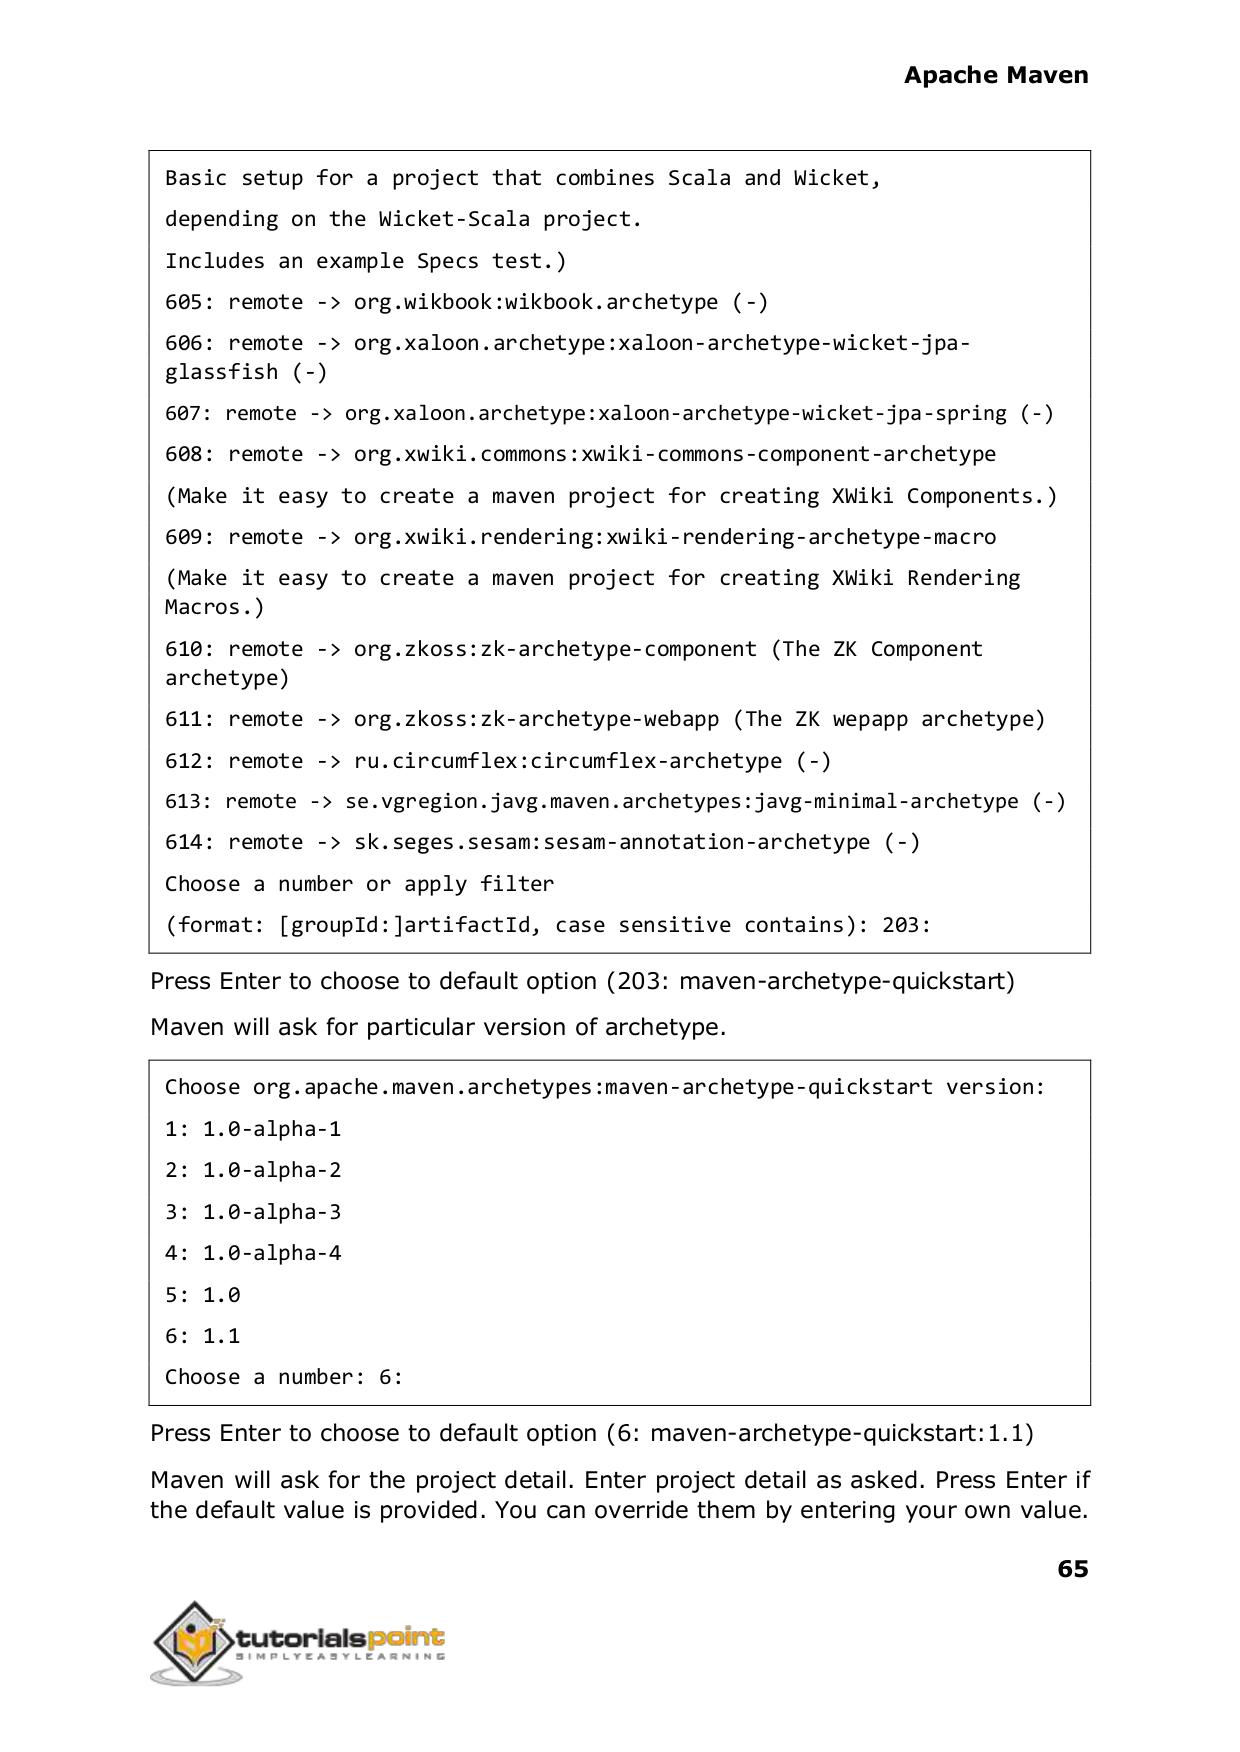 Apache Maven
Basic setup for a project that combines Scala and Wicket,
depending on the Wicket-Scala project.
Includes an example Specs test.)
605: remote -> org.wikbook:wikbook.archetype (-)
606: remote -> org.xaloon.archetype:xaloon-archetype-wicket-jpa-
glassfish (-)
607: remote -> org.xaloon.archetype:xaloon-archetype-wicket-jpa-spring (-)
608: remote -> org.xwiki.commons:xwiki-commons-component-archetype
(Make it easy to create a maven project for creating XWiki Components.)
609: remote -> org.xwiki.rendering:xwiki-rendering-archetype-macro
(Make it easy to create a maven project for creating XWiki Rendering
Macros.)
610: remote -> org.zkoss:zk-archetype-component (The ZK Component
archetype)
611: remote -> org.zkoss:zk-archetype-webapp (The ZK wepapp archetype)
612: remote -> ru.circumflex:circumflex-archetype (-)
613: remote -> se.vgregion.javg.maven.archetypes:javg-minimal-archetype (-)
614: remote -> sk.seges.sesam:sesam-annotation-archetype (-)
Choose a number or apply filter
(format: [groupId:]artifactId, case sensitive contains): 203:
Press Enter to choose to default option (203: maven-archetype-quickstart)
Maven will ask for particular version of archetype.
Choose org.apache.maven.archetypes:maven-archetype-quickstart version:
1: 1.0-alpha-1
2: 1.0-alpha-2
3: 1.0-alpha-3
4: 1.0-alpha-4
5: 1.0
6: 1.1
Choose a number: 6:
Press Enter to choose to default option (6: maven-archetype-quickstart:1.1)
Maven will ask for the project detail. Enter project detail as asked. Press Enter if
the default value is provided. You can override them by entering your own value.
65
tutorialspoint
SIMPLYEASYLEARNING